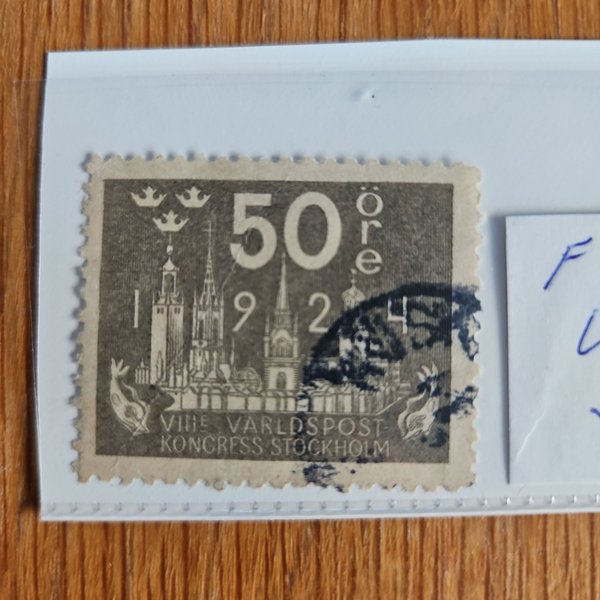 50 öre
1924
VIIIE VÄRLDSPOST
KONGRESS STOCKHOLM
F